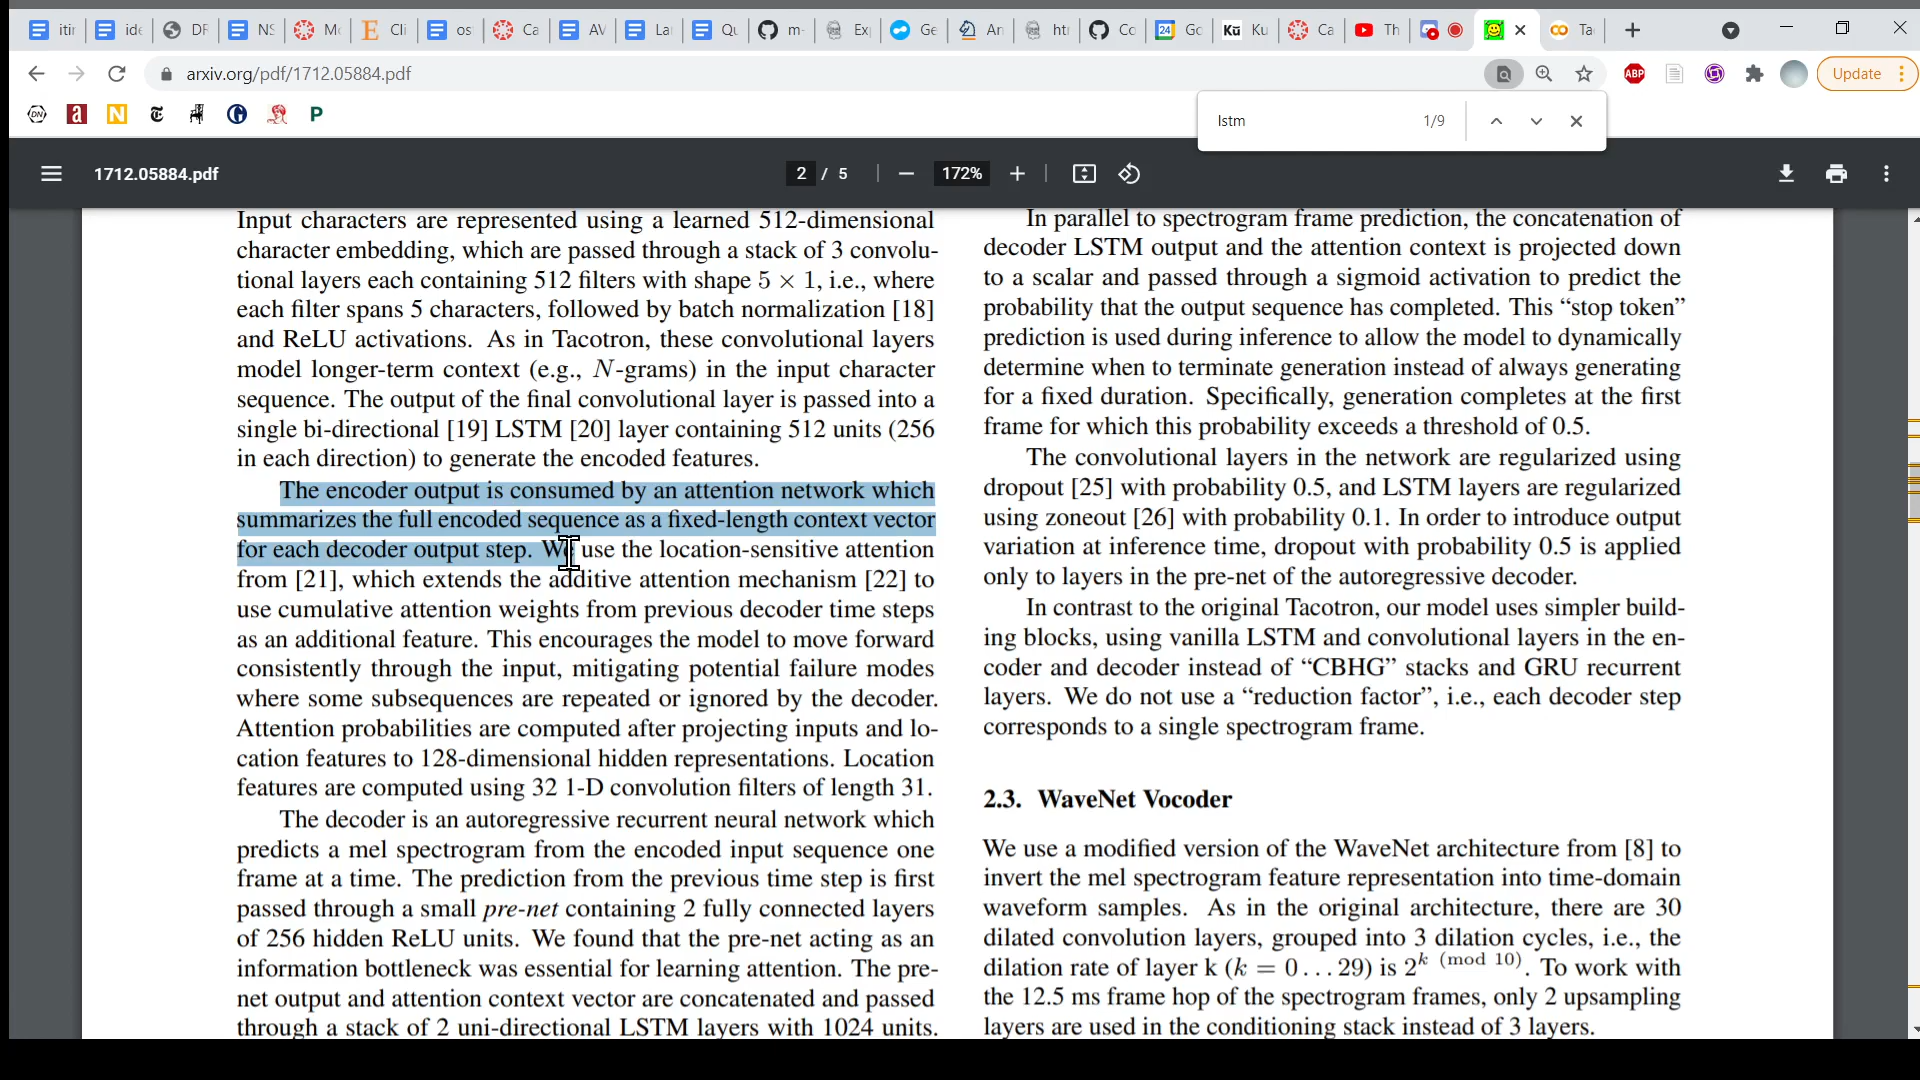 itin
ide
DF
NS
Mo
Cli
os
Ca
AV
La
Qu
m-
Ex
Ge
An
htt
Co
24
Gc
Kū
Ku
Ca
Th
Ta
arxiv.org/pdf/1712.05884.pdf
ABP
Update
DN
a
N
G
P
lstm
1/9
1712.05884.pdf
2 / 5
172%
Input characters are represented using a learned 512-dimensional
character embedding, which are passed through a stack of 3 convolu-
tional layers each containing 512 filters with shape 5 × 1, i.e., where
each filter spans 5 characters, followed by batch normalization [18]
and ReLU activations. As in Tacotron, these convolutional layers
model longer-term context (e.g., N-grams) in the input character
sequence. The output of the final convolutional layer is passed into a
single bi-directional [19] LSTM [20] layer containing 512 units (256
in each direction) to generate the encoded features.
The encoder output is consumed by an attention network which
summarizes the full encoded sequence as a fixed-length context vector
for each decoder output step. We use the location-sensitive attention
from [21], which extends the additive attention mechanism [22] to
use cumulative attention weights from previous decoder time steps
as an additional feature. This encourages the model to move forward
consistently through the input, mitigating potential failure modes
where some subsequences are repeated or ignored by the decoder.
Attention probabilities are computed after projecting inputs and lo-
cation features to 128-dimensional hidden representations. Location
features are computed using 32 1-D convolution filters of length 31.
The decoder is an autoregressive recurrent neural network which
predicts a mel spectrogram from the encoded input sequence one
frame at a time. The prediction from the previous time step is first
passed through a small pre-net containing 2 fully connected layers
of 256 hidden ReLU units. We found that the pre-net acting as an
information bottleneck was essential for learning attention. The pre-
net output and attention context vector are concatenated and passed
through a stack of 2 uni-directional LSTM layers with 1024 units.
In parallel to spectrogram frame prediction, the concatenation of
decoder LSTM output and the attention context is projected down
to a scalar and passed through a sigmoid activation to predict the
probability that the output sequence has completed. This “stop token”
prediction is used during inference to allow the model to dynamically
determine when to terminate generation instead of always generating
for a fixed duration. Specifically, generation completes at the first
frame for which this probability exceeds a threshold of 0.5.
The convolutional layers in the network are regularized using
dropout [25] with probability 0.5, and LSTM layers are regularized
using zoneout [26] with probability 0.1. In order to introduce output
variation at inference time, dropout with probability 0.5 is applied
only to layers in the pre-net of the autoregressive decoder.
In contrast to the original Tacotron, our model uses simpler build-
ing blocks, using vanilla LSTM and convolutional layers in the en-
coder and decoder instead of “CBHG” stacks and GRU recurrent
layers. We do not use a “reduction factor”, i.e., each decoder step
corresponds to a single spectrogram frame.
2.3. WaveNet Vocoder
We use a modified version of the WaveNet architecture from [8] to
invert the mel spectrogram feature representation into time-domain
waveform samples. As in the original architecture, there are 30
dilated convolution layers, grouped into 3 dilation cycles, i.e., the
dilation rate of layer k (k = 0 . . . 29) is 2^k (mod 10). To work with
the 12.5 ms frame hop of the spectrogram frames, only 2 upsampling
layers are used in the conditioning stack instead of 3 layers.